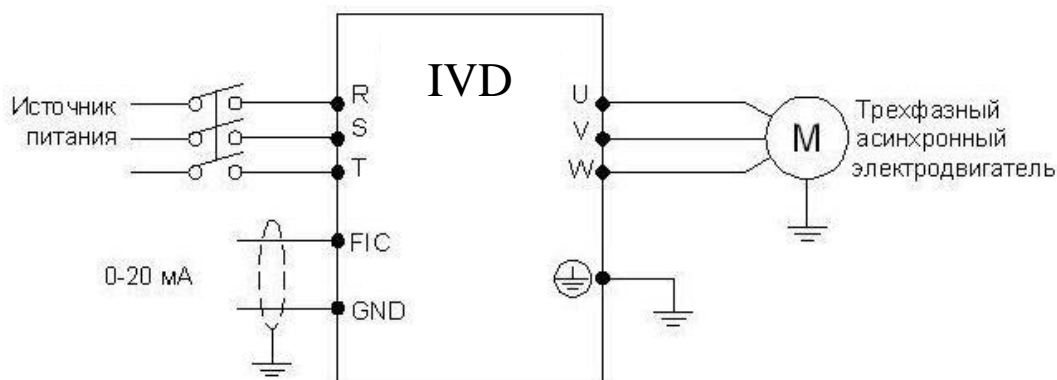 IVD
Источник
питания
R
S
T
FIC
0-20 мА
GND
U
V
W
M
Трехфазный
асинхронный
электродвигатель